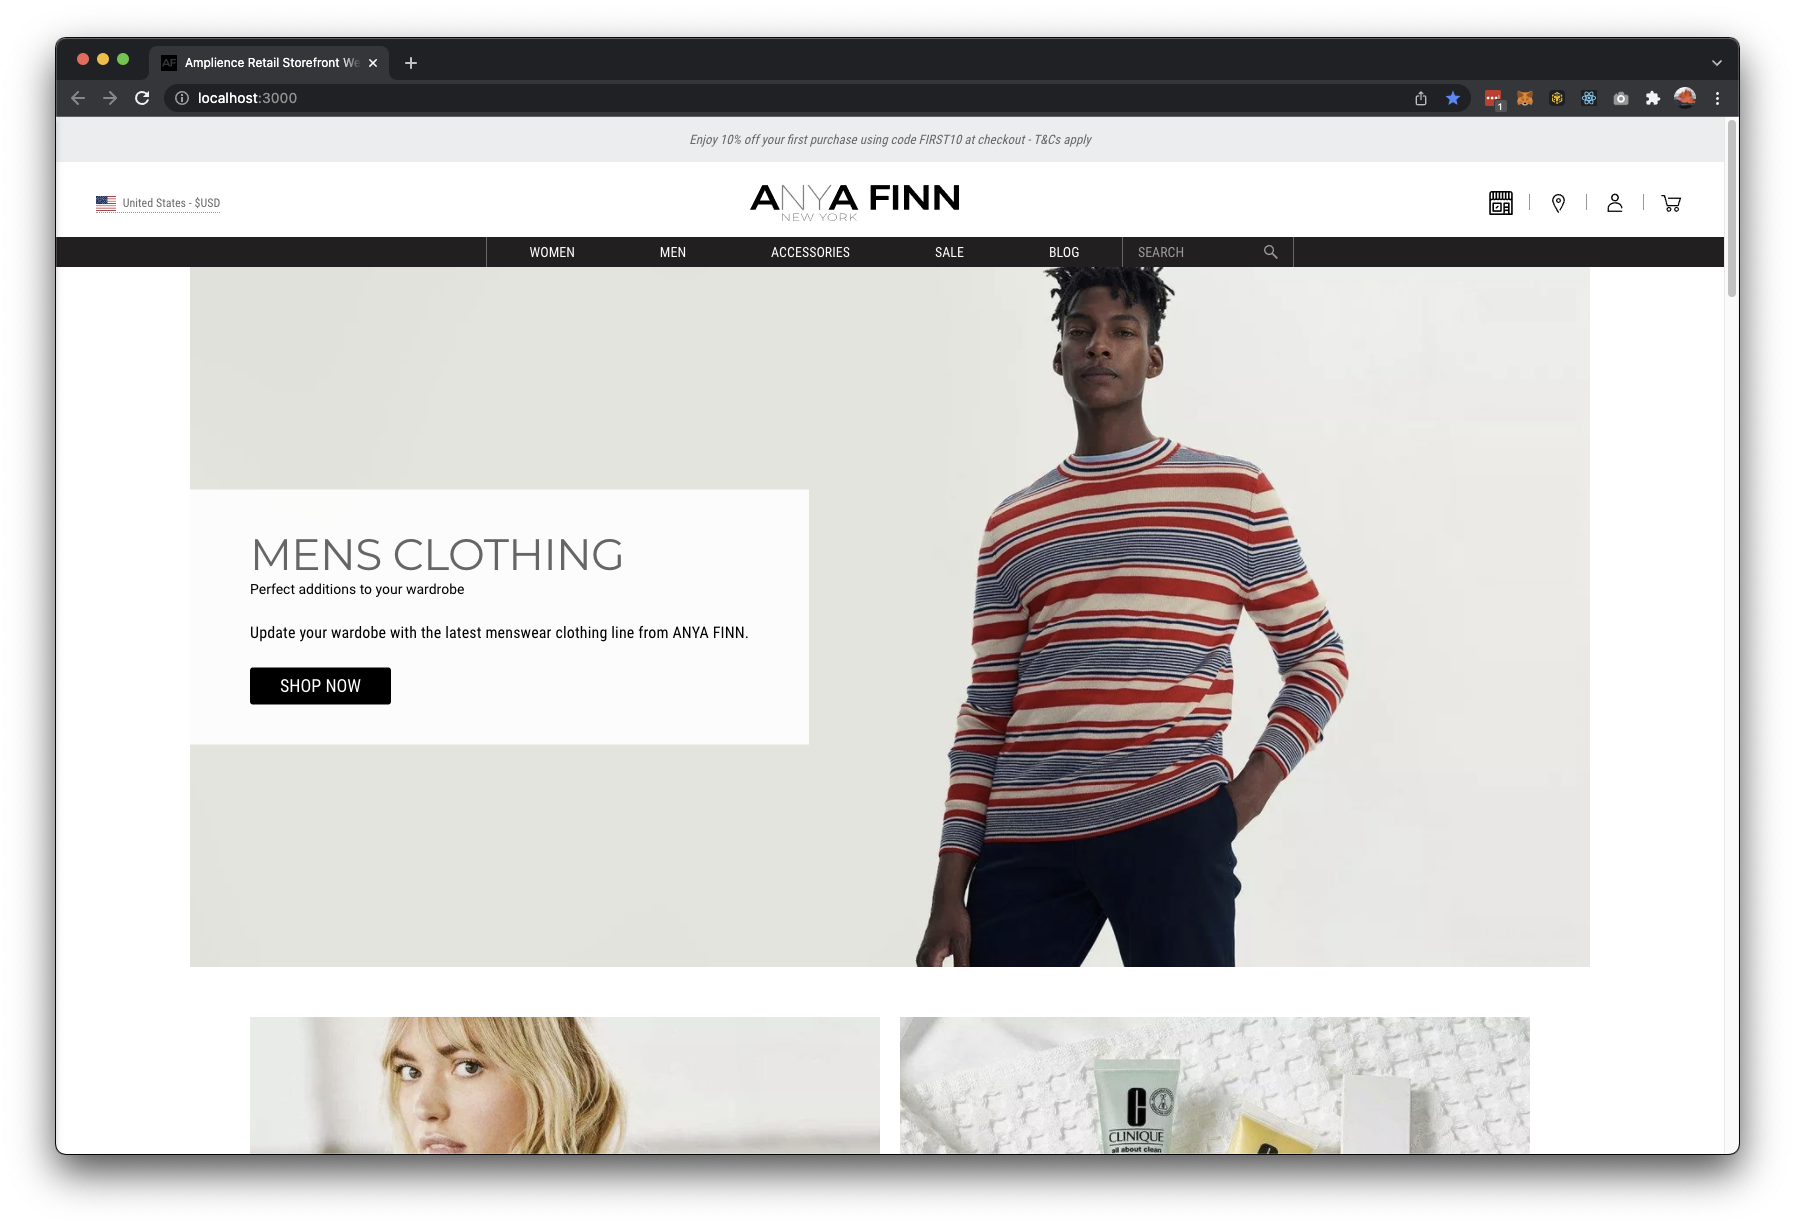 AF Amplience Retail Storefront We
localhost:3000
1
Enjoy 10% off your first purchase using code FIRST10 at checkout - T&Cs apply
United States - $USD
ANYA FINN
NEW YORK
WOMEN MEN ACCESSORIES SALE BLOG SEARCH
MENS CLOTHING
Perfect additions to your wardrobe
Update your wardobe with the latest menswear clothing line from ANYA FINN.
SHOP NOW
C
CLINIQUE
all about clean